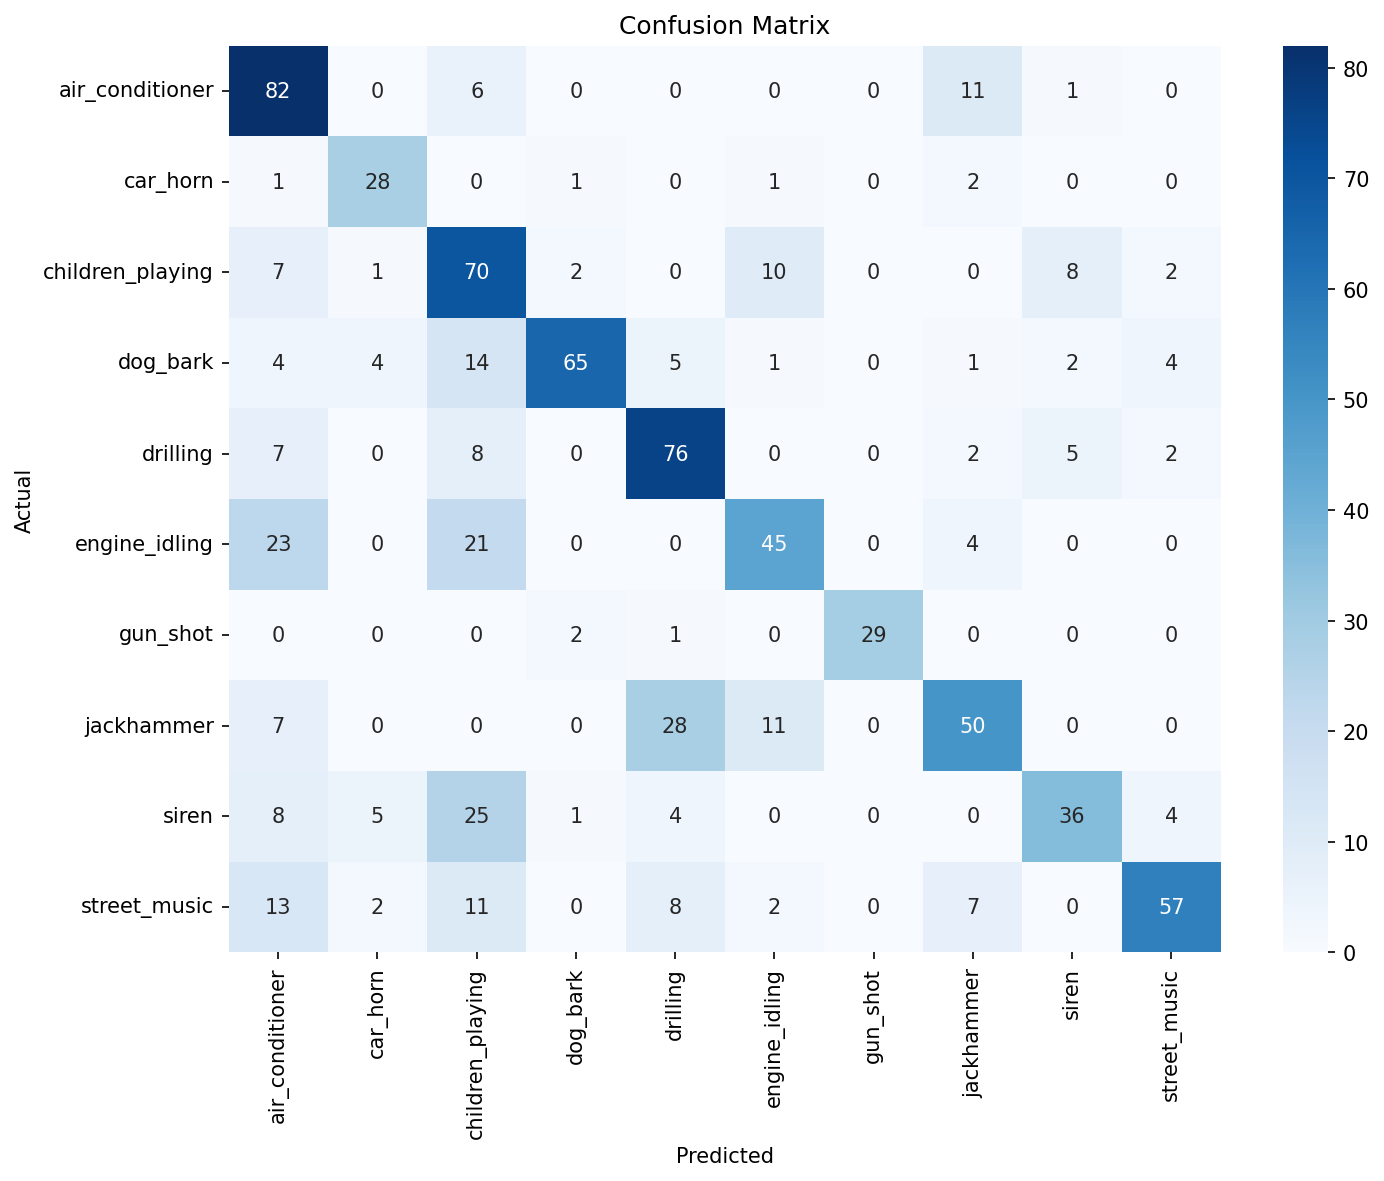 Confusion Matrix
air_conditioner 82 0 6 0 0 0 0 11 1 0
car_horn 1 28 0 1 0 1 0 2 0 0
children_playing 7 1 70 2 0 10 0 0 8 2
dog_bark 4 4 14 65 5 1 0 1 2 4
drilling 7 0 8 0 76 0 0 2 5 2
engine_idling 23 0 21 0 0 45 0 4 0 0
gun_shot 0 0 0 2 1 0 29 0 0 0
jackhammer 7 0 0 0 28 11 0 50 0 0
siren 8 5 25 1 4 0 0 0 36 4
street_music 13 2 11 0 8 2 0 7 0 57
Actual
air_conditioner car_horn children_playing dog_bark drilling engine_idling gun_shot jackhammer siren street_music
Predicted
80
70
60
50
40
30
20
10
0